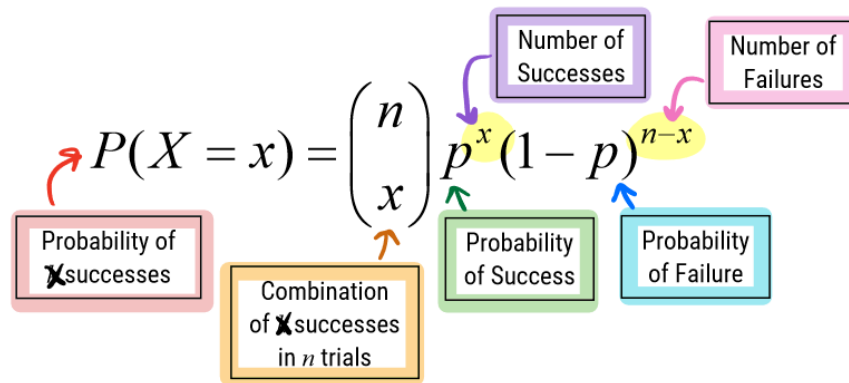 Number of
Successes
Number of
Failures
P(X = x) = (n x) p^x (1 − p)^{n−x}
Probability of
x successes
Combination
of x successes
in n trials
Probability
of Success
Probability
of Failure